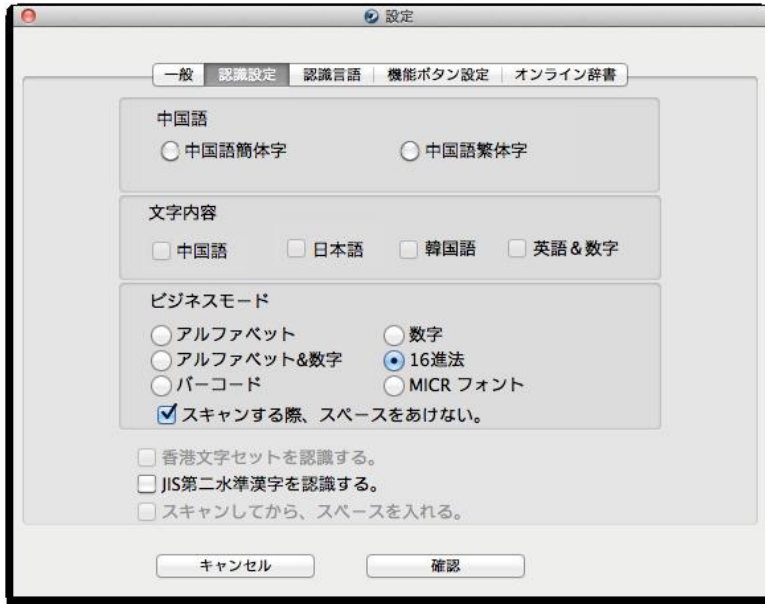 設定
一般 認識設定 認識言語 機能ボタン設定 オンライン辞書
中国語
中国語簡体字 中国語繁体字
文字内容
中国語 日本語 韓国語 英語＆数字
ビジネスモード
アルファベット 数字
アルファベット&数字 16進法
バーコード MICR フォント
スキャンする際、スペースをあけない。
香港文字セットを認識する。
JIS第二水準漢字を認識する。
スキャンしてから、スペースを入れる。
キャンセル 確認